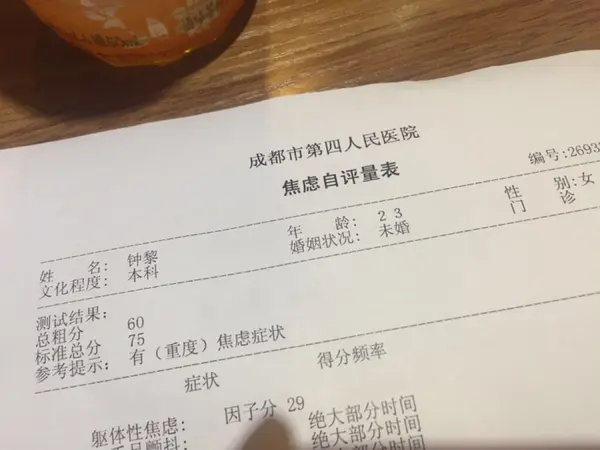 成都市第四人民医院
编号:2693
焦虑自评量表
姓 名: 钟黎 年 龄: 23 性 别:女
文化程度: 本科 婚姻状况: 未婚 门 诊
测试结果:
总粗分 60
标准总分 75
参考提示: 有(重度)焦虑症状
症状 得分频率
躯体性焦虑: 因子分 29 绝大部分时间
绝大部分时间